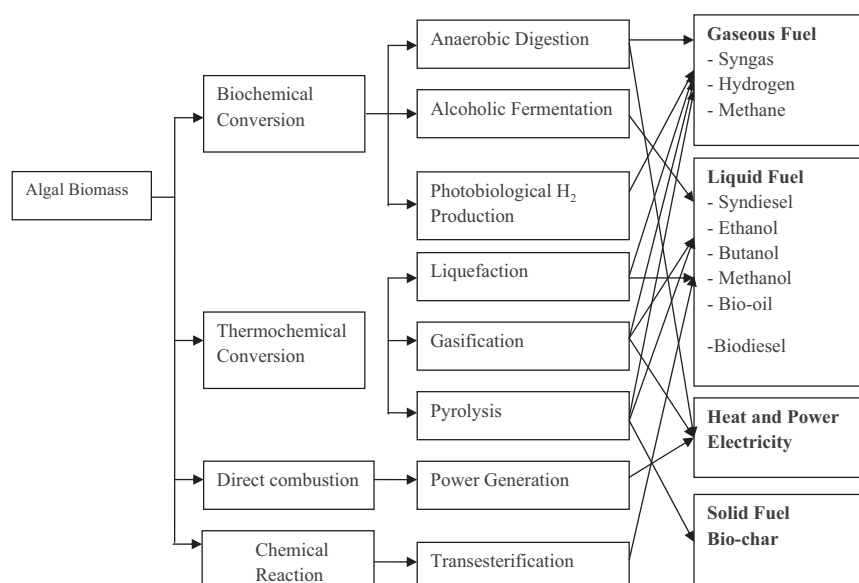 Algal Biomass
Biochemical
Conversion
Thermochemical
Conversion
Direct combustion
Chemical
Reaction
Anaerobic Digestion
Alcoholic Fermentation
Photobiological H₂
Production
Liquefaction
Gasification
Pyrolysis
Power Generation
Transesterification
Gaseous Fuel
- Syngas
- Hydrogen
- Methane
Liquid Fuel
- Syndiesel
- Ethanol
- Butanol
- Methanol
- Bio-oil
-Biodiesel
Heat and Power
Electricity
Solid Fuel
Bio-char